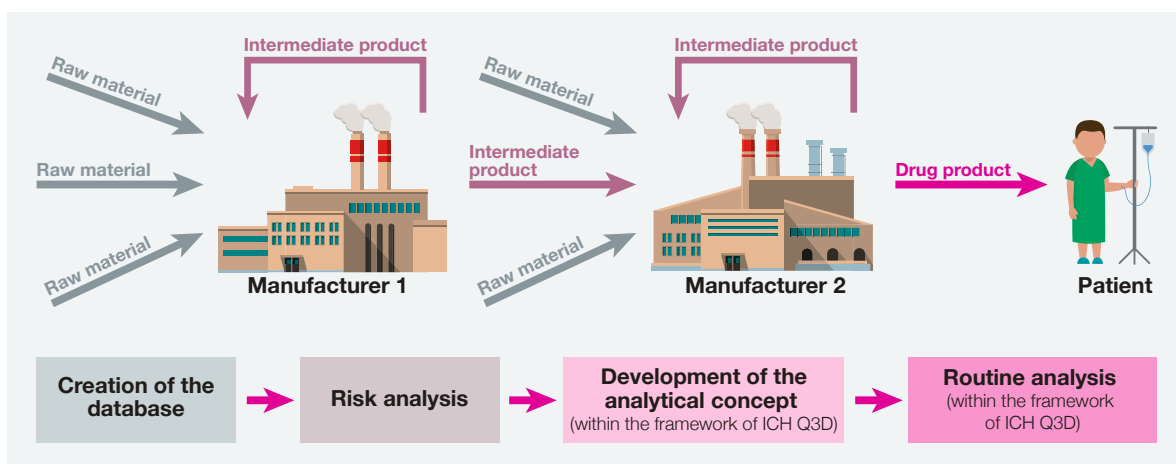 Intermediate product
Intermediate product
Raw material
Raw material
Raw material
Intermediate
product
Drug product
Raw material
Raw material
Manufacturer 1
Manufacturer 2
Patient
Creation of the
database
Risk analysis
Development of the
analytical concept
(within the framework of ICH Q3D)
Routine analysis
(within the framework
of ICH Q3D)